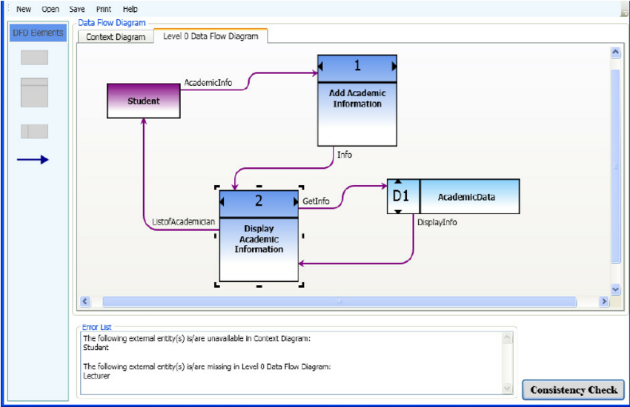 New Open Save Print Help
DFD Elements
Data Flow Diagram
Context Diagram
Level 0 Data Flow Diagram
AcademicInfo
1
Add Academic
Information
Student
Info
2
Display
Academic
Information
GetInfo
D1
AcademicData
ListofAcademician
DisplayInfo
Error List
The following external entity(s) is/are unavailable in Context Diagram:
Student
The following external entity(s) is/are missing in Level 0 Data Flow Diagram:
Lecturer
Consistency Check